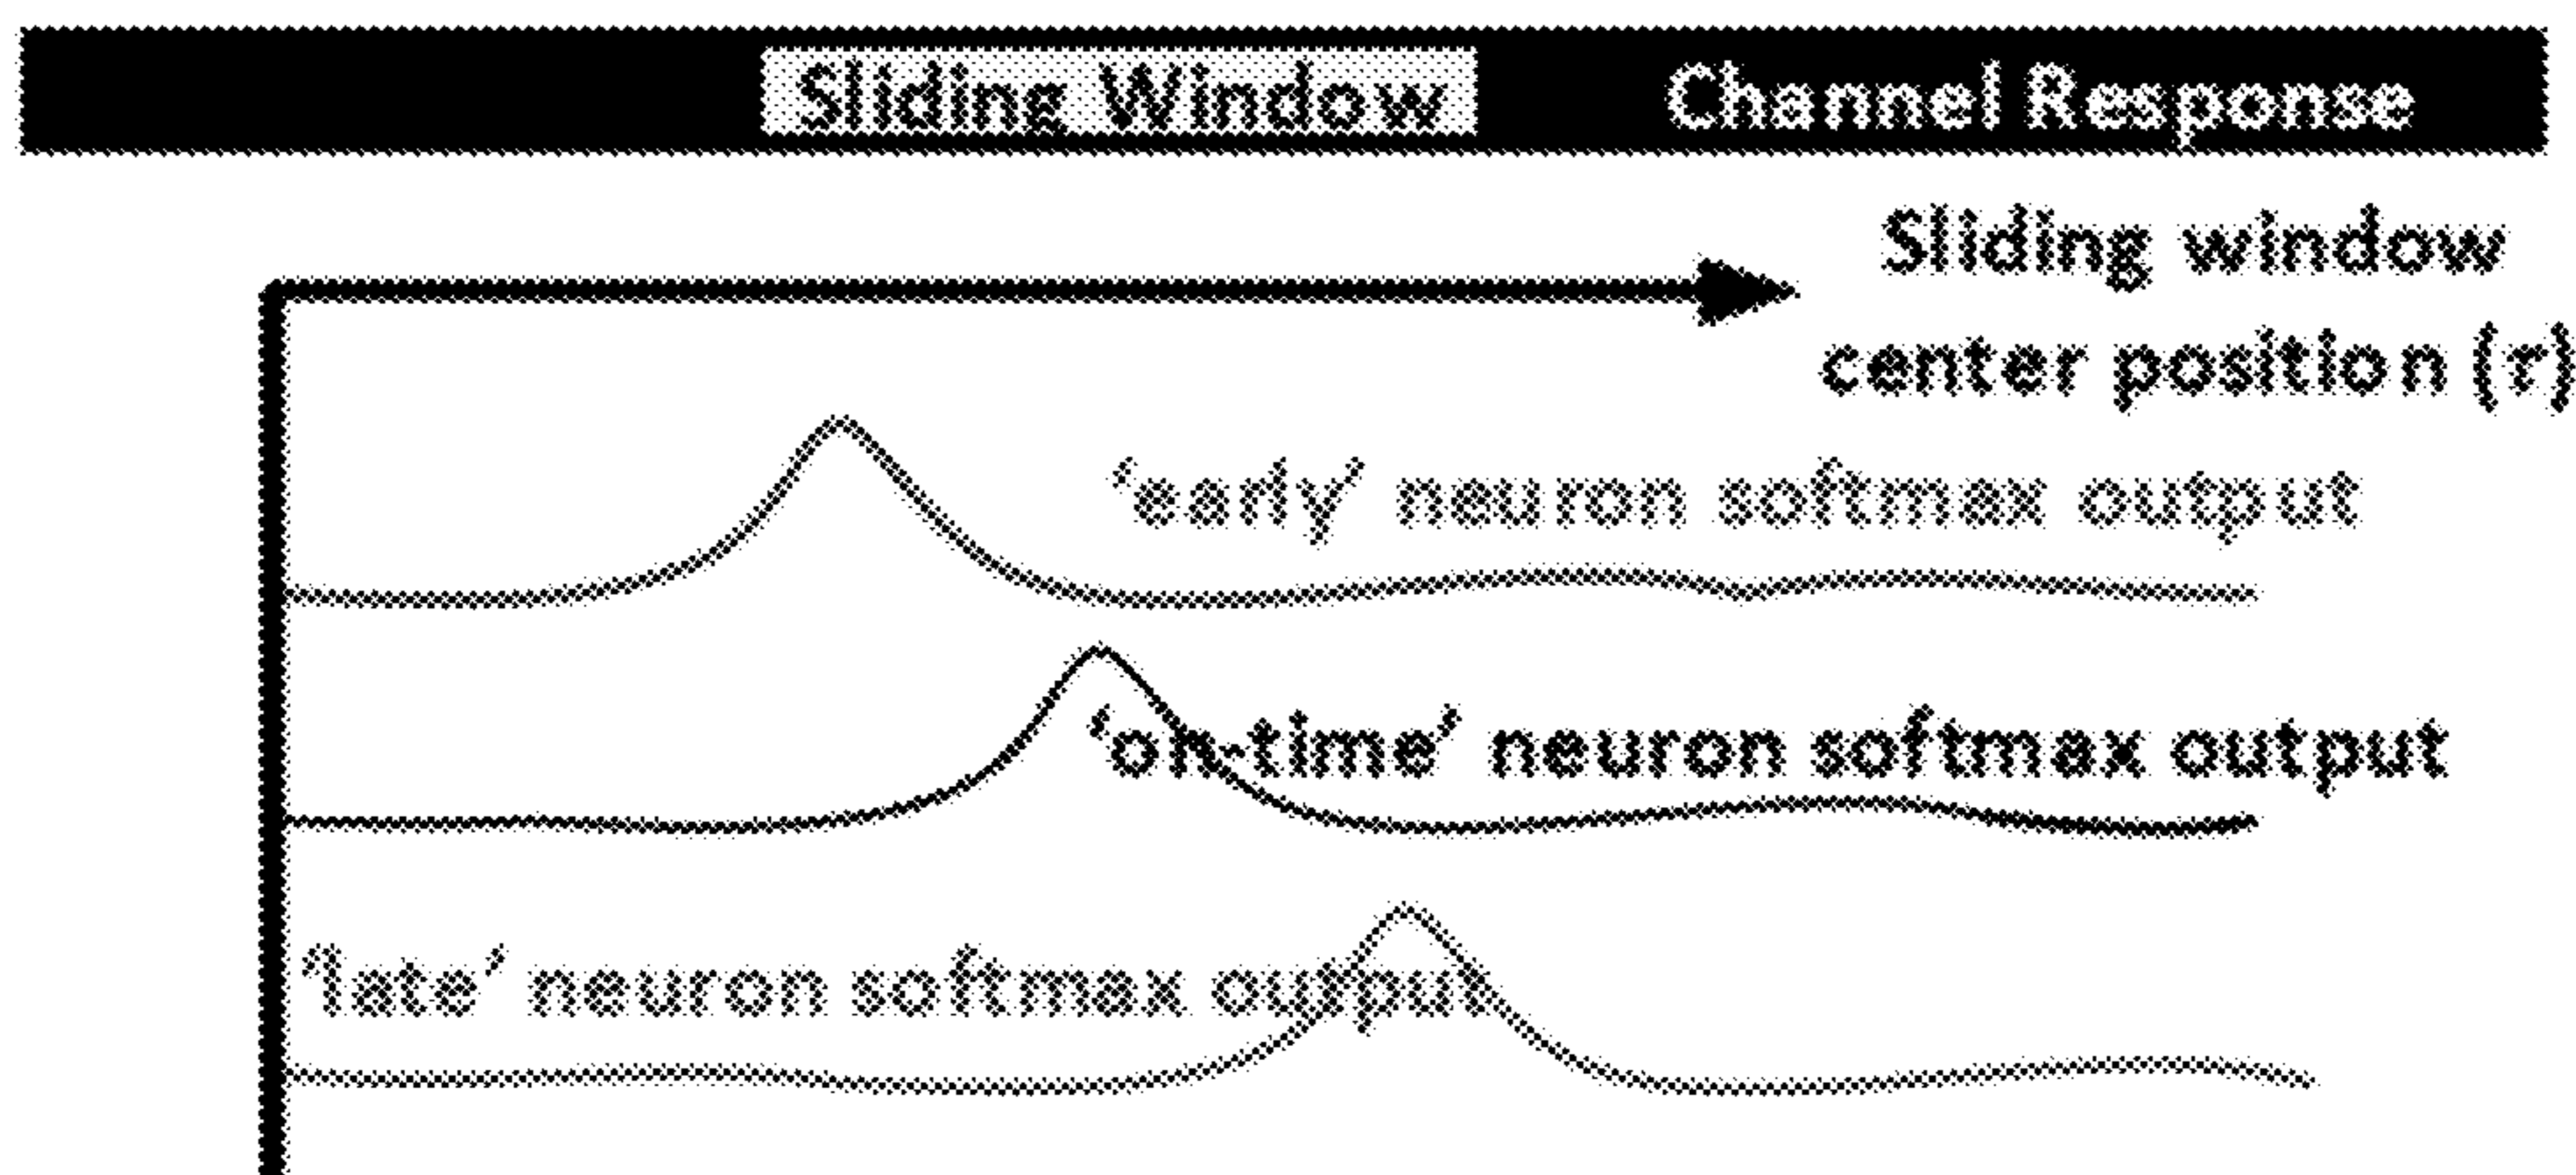 Sliding Window Channel Response
Sliding window
center position (r)
‘early’ neuron softmax output
‘on-time’ neuron softmax output
‘late’ neuron softmax output